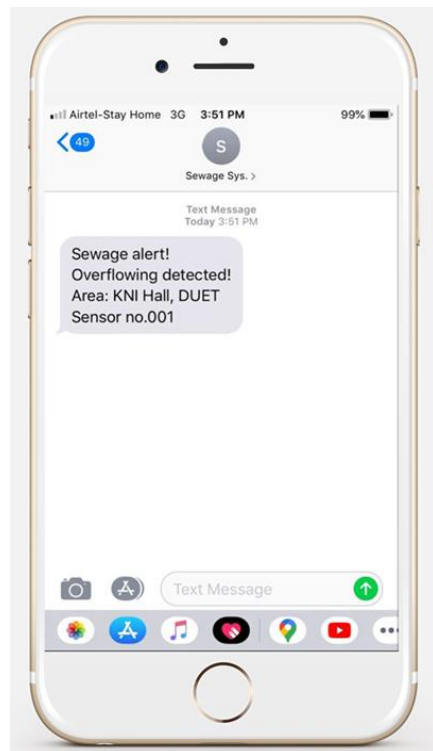 Airtel-Stay Home 3G 3:51 PM 99%
49
S
Sewage Sys. >
Text Message
Today 3:51 PM
Sewage alert!
Overflowing detected!
Area: KNI Hall, DUET
Sensor no.001
Text Message